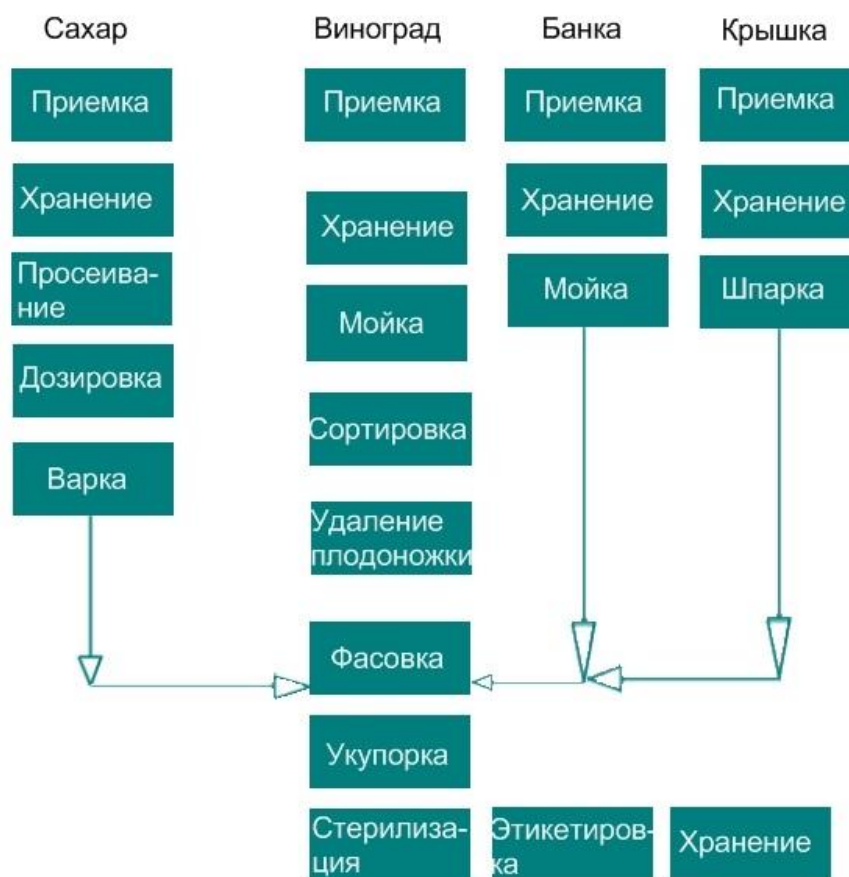 Сахар
Виноград
Банка
Крышка
Приемка
Приемка
Приемка
Приемка
Хранение
Хранение
Хранение
Хранение
Просеива-
ние
Мойка
Мойка
Шпарка
Дозировка
Сортировка
Варка
Удаление
плодоножки
Фасовка
Укупорка
Стерилиза-
ция
Этикетиров-
ка
Хранение